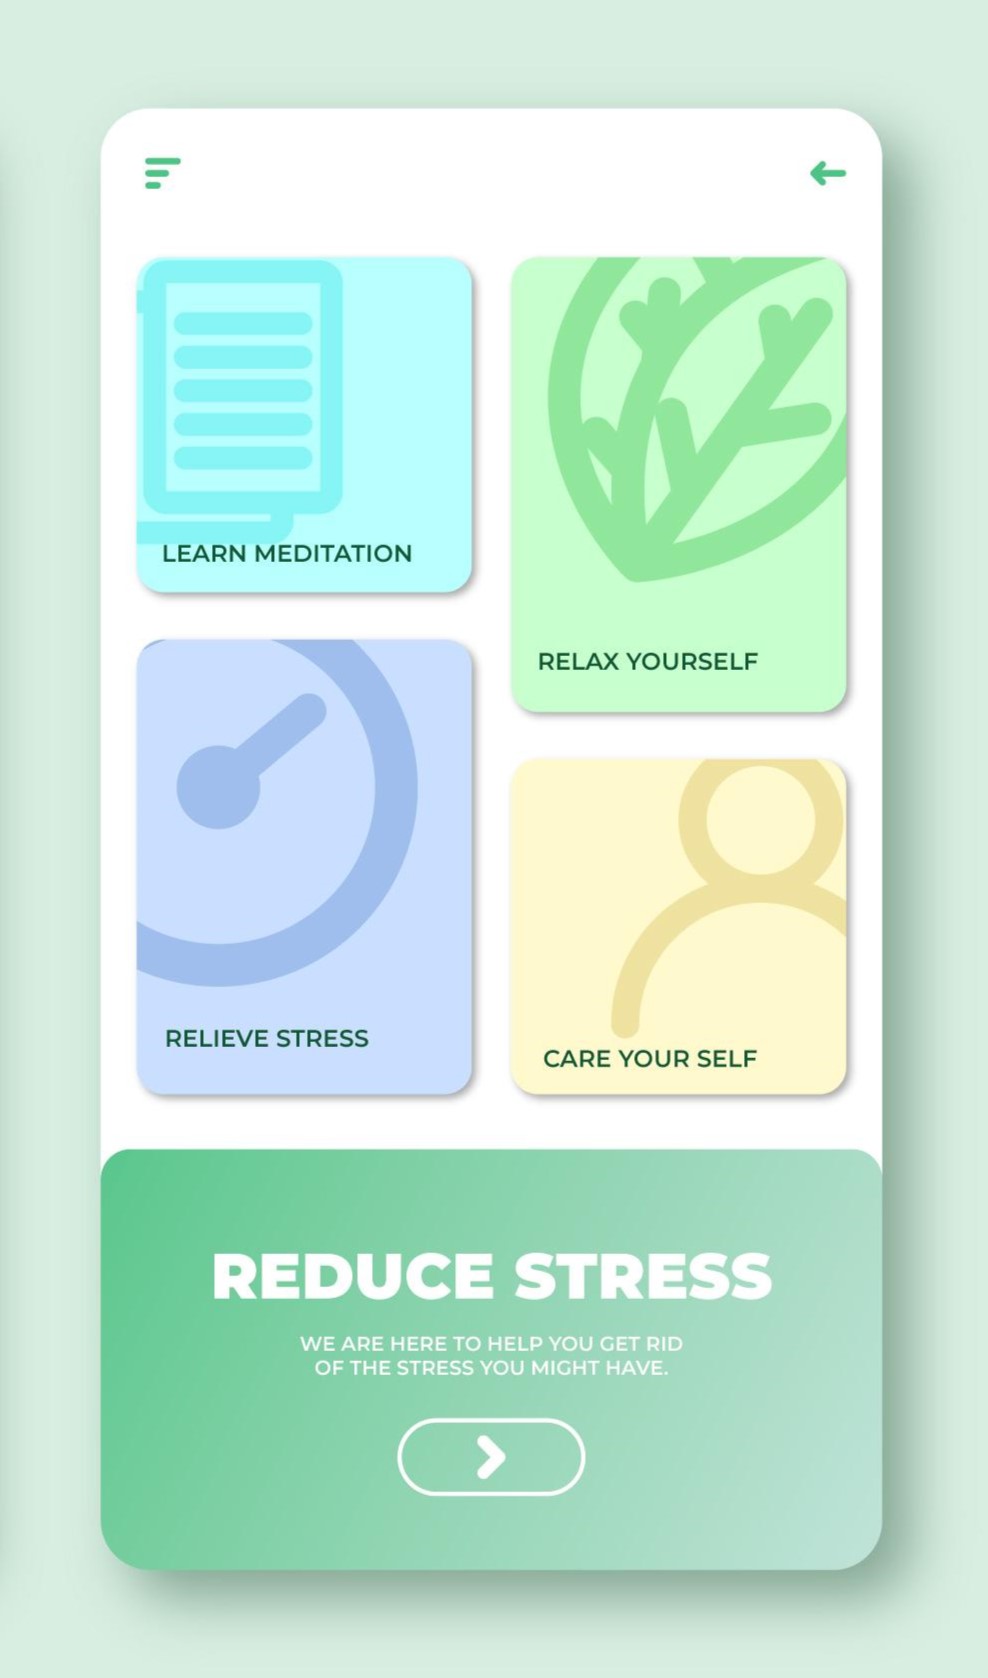 LEARN MEDITATION
RELAX YOURSELF
RELIEVE STRESS
CARE YOUR SELF
REDUCE STRESS
WE ARE HERE TO HELP YOU GET RID
OF THE STRESS YOU MIGHT HAVE.